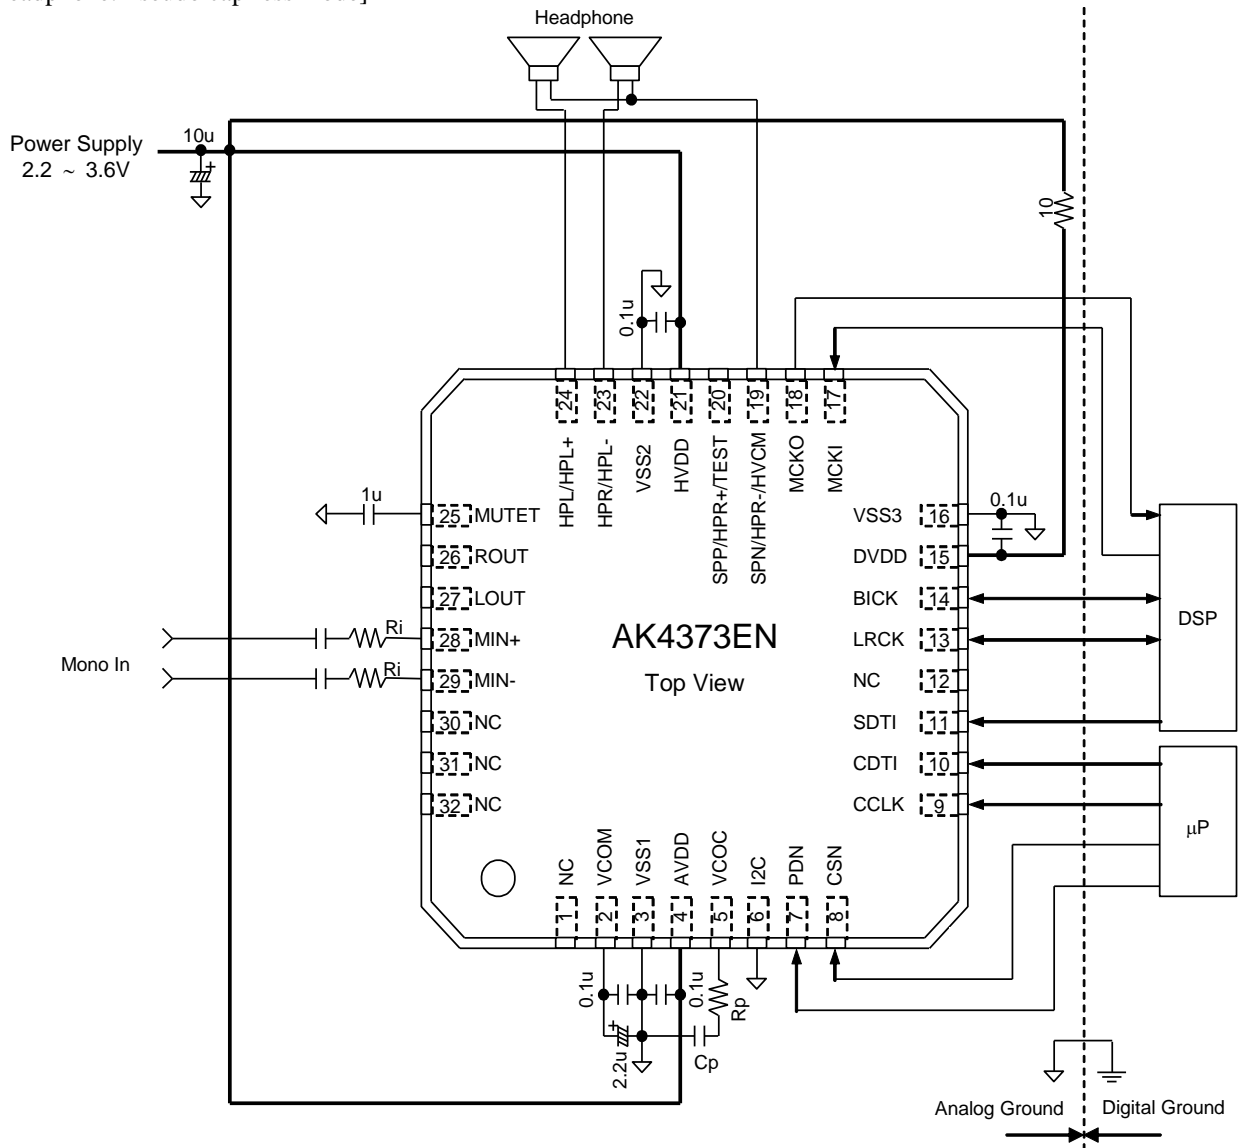 Headphone
Power Supply
2.2 ~ 3.6V
10u
10
0.1u
24
23
22
21
20
19
18
17
HPL/HPL+
HPR/HPL-
VSS2
HVDD
SPP/HPR+/TEST
SPN/HPR-/HVCM
MCKO
MCKI
1u
25 MUTET
26 ROUT
27 LOUT
Mono In
Ri
28 MIN+
Ri
29 MIN-
30 NC
31 NC
32 NC
AK4373EN
Top View
0.1u
VSS3 16
DVDD 15
BICK 14
LRCK 13
NC 12
SDTI 11
CDTI 10
CCLK 9
DSP
μP
NC
VCOM
VSS1
AVDD
VCOC
I2C
PDN
CSN
1
2
3
4
5
6
7
8
0.1u
0.1u
Rp
2.2u
Cp
Analog Ground
Digital Ground